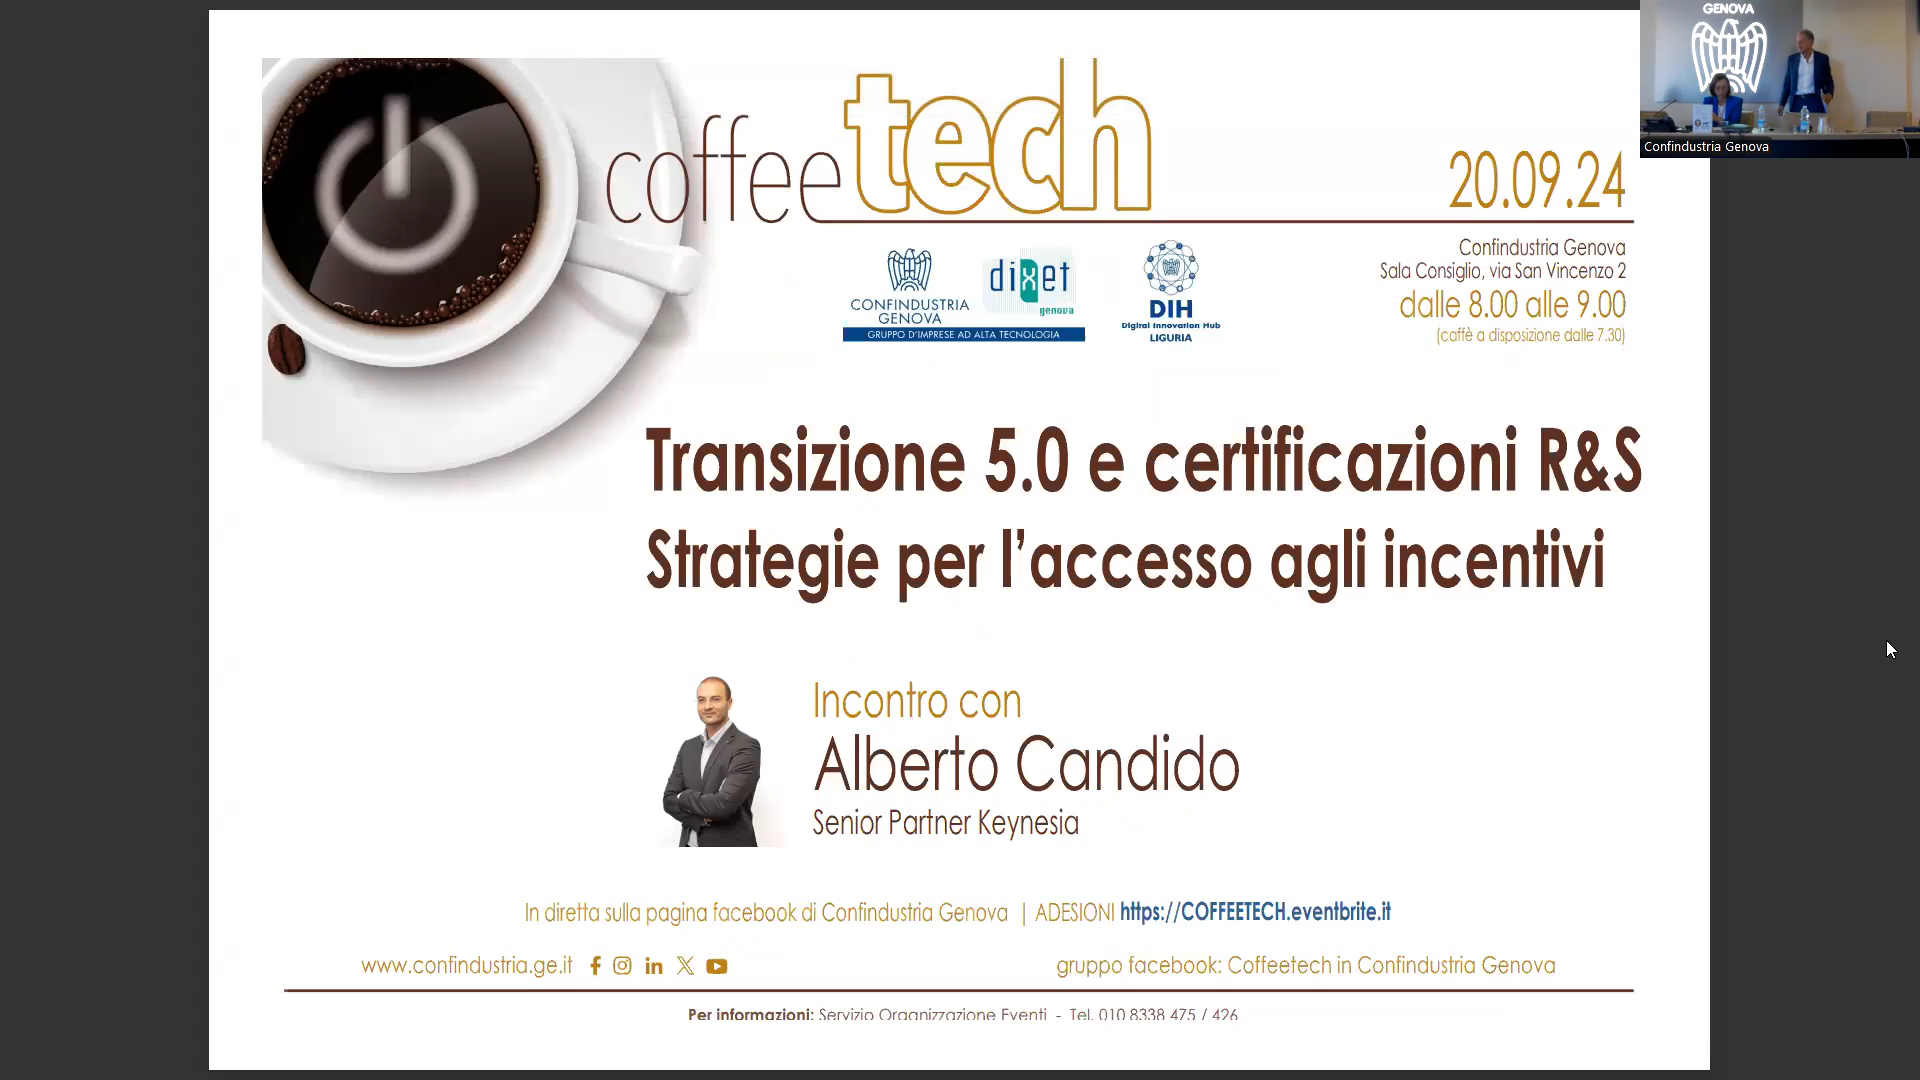 GENOVA
Confindustria Genova
coffeetech
20.09.24
Confindustria Genova
Sala Consiglio, via San Vincenzo 2
dalle 8.00 alle 9.00
(caffè a disposizione dalle 7.30)
CONFINDUSTRIA
GENOVA
dixet
genova
GRUPPO D'IMPRESE AD ALTA TECNOLOGIA
DIH
Digital Innovation Hub
LIGURIA
Transizione 5.0 e certificazioni R&S
Strategie per l'accesso agli incentivi
Incontro con
Alberto Candido
Senior Partner Keynesia
In diretta sulla pagina facebook di Confindustria Genova | ADESIONI https://COFFEETECH.eventbrite.it
www.confindustria.ge.it
gruppo facebook: Coffeetech in Confindustria Genova
Per informazioni: Servizio Organizzazione Eventi - Tel. 010 8338 475 / 426